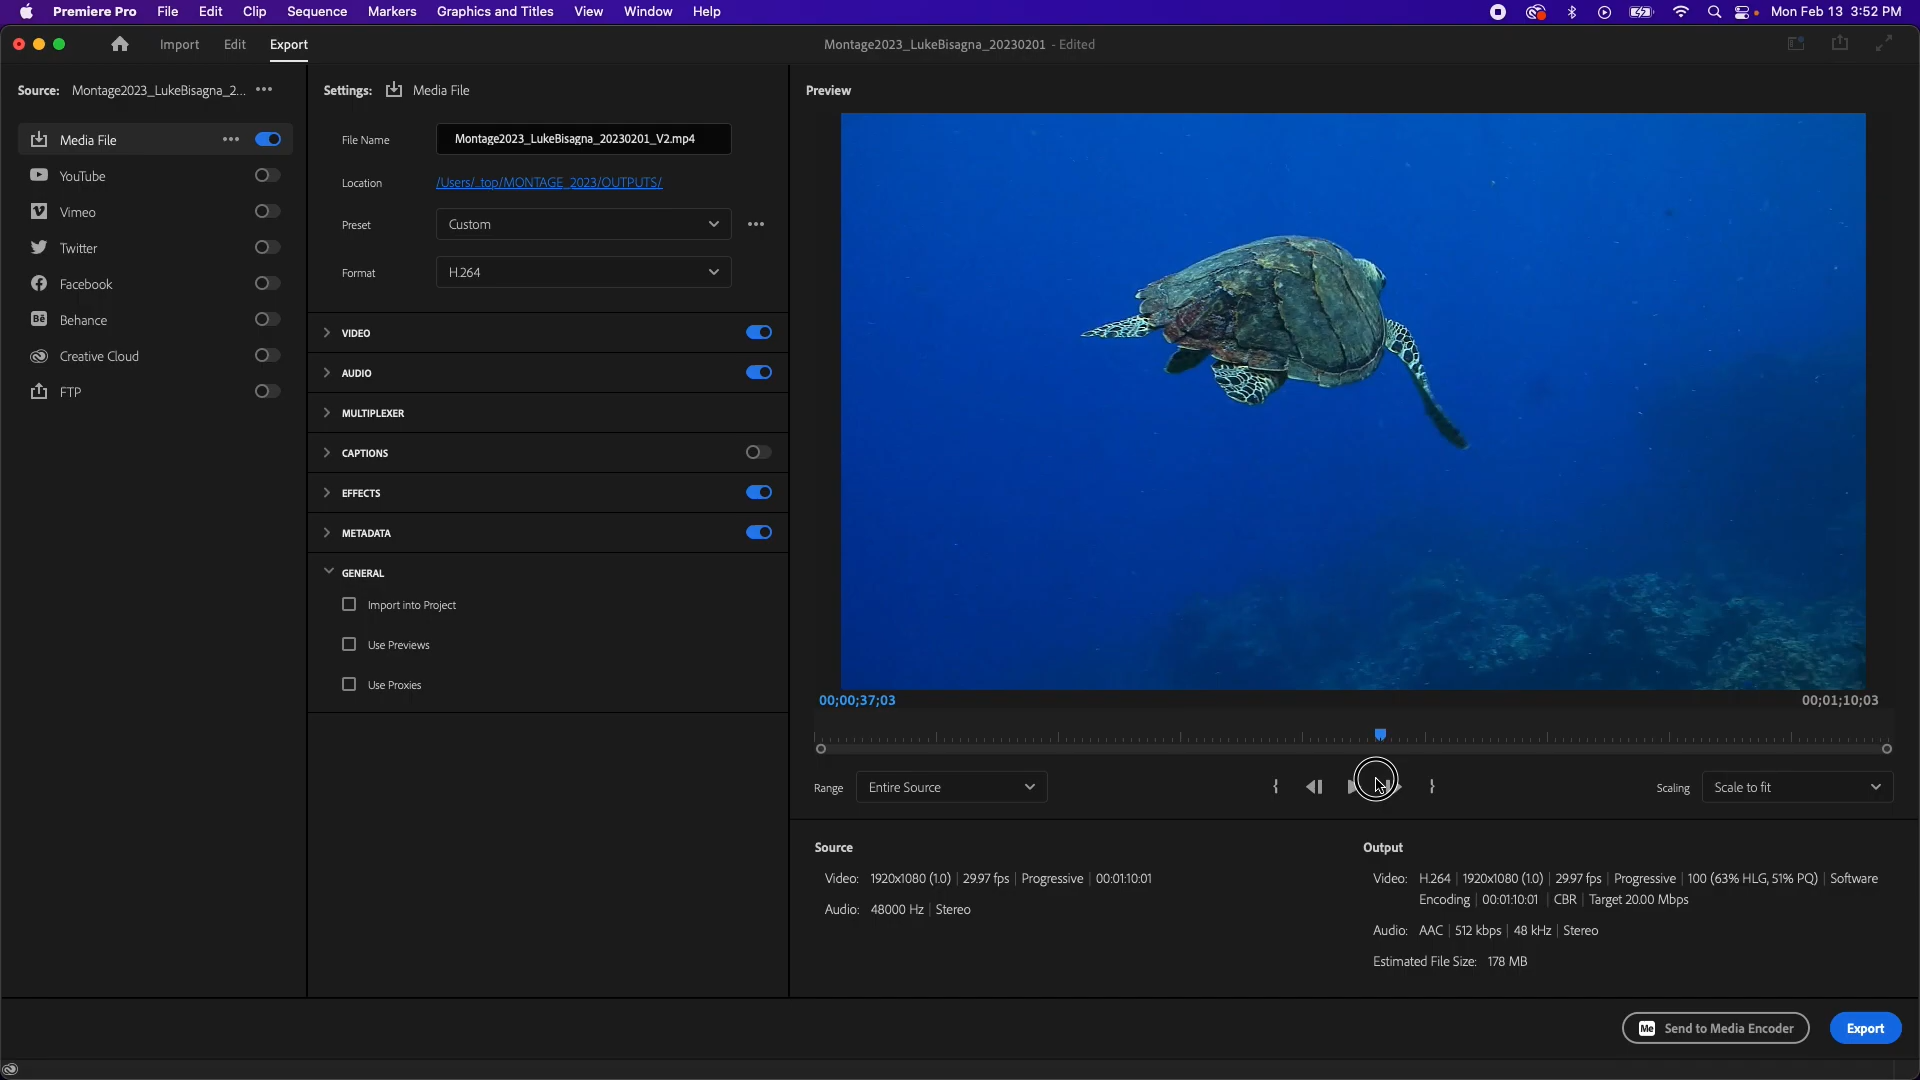 Premiere Pro File Edit Clip Sequence Markers Graphics and Titles View Window Help Mon Feb 13 3:52 PM
Import Edit Export Montage2023_LukeBisagna_20230201 - Edited
Source: Montage2023_LukeBisagna_2...
Media File
YouTube
Vimeo
Twitter
Facebook
Bē Behance
Creative Cloud
FTP
Settings: Media File
File Name Montage2023_LukeBisagna_20230201_V2.mp4
Location /Users/...top/MONTAGE_2023/OUTPUTS/
Preset Custom
Format H.264
VIDEO
AUDIO
MULTIPLEXER
CAPTIONS
EFFECTS
METADATA
GENERAL
Import into Project
Use Previews
Use Proxies
Preview
00;00;37;03 00;01;10;03
Range Entire Source Scaling Scale to fit
Source
Video: 1920x1080 (1.0) | 29.97 fps | Progressive | 00:01:10:01
Audio: 48000 Hz | Stereo
Output
Video: H.264 | 1920x1080 (1.0) | 29.97 fps | Progressive | 100 (63% HLG, 51% PQ) | Software
Encoding | 00:01:10:01 | CBR | Target 20.00 Mbps
Audio: AAC | 512 kbps | 48 kHz | Stereo
Estimated File Size: 178 MB
Me Send to Media Encoder Export